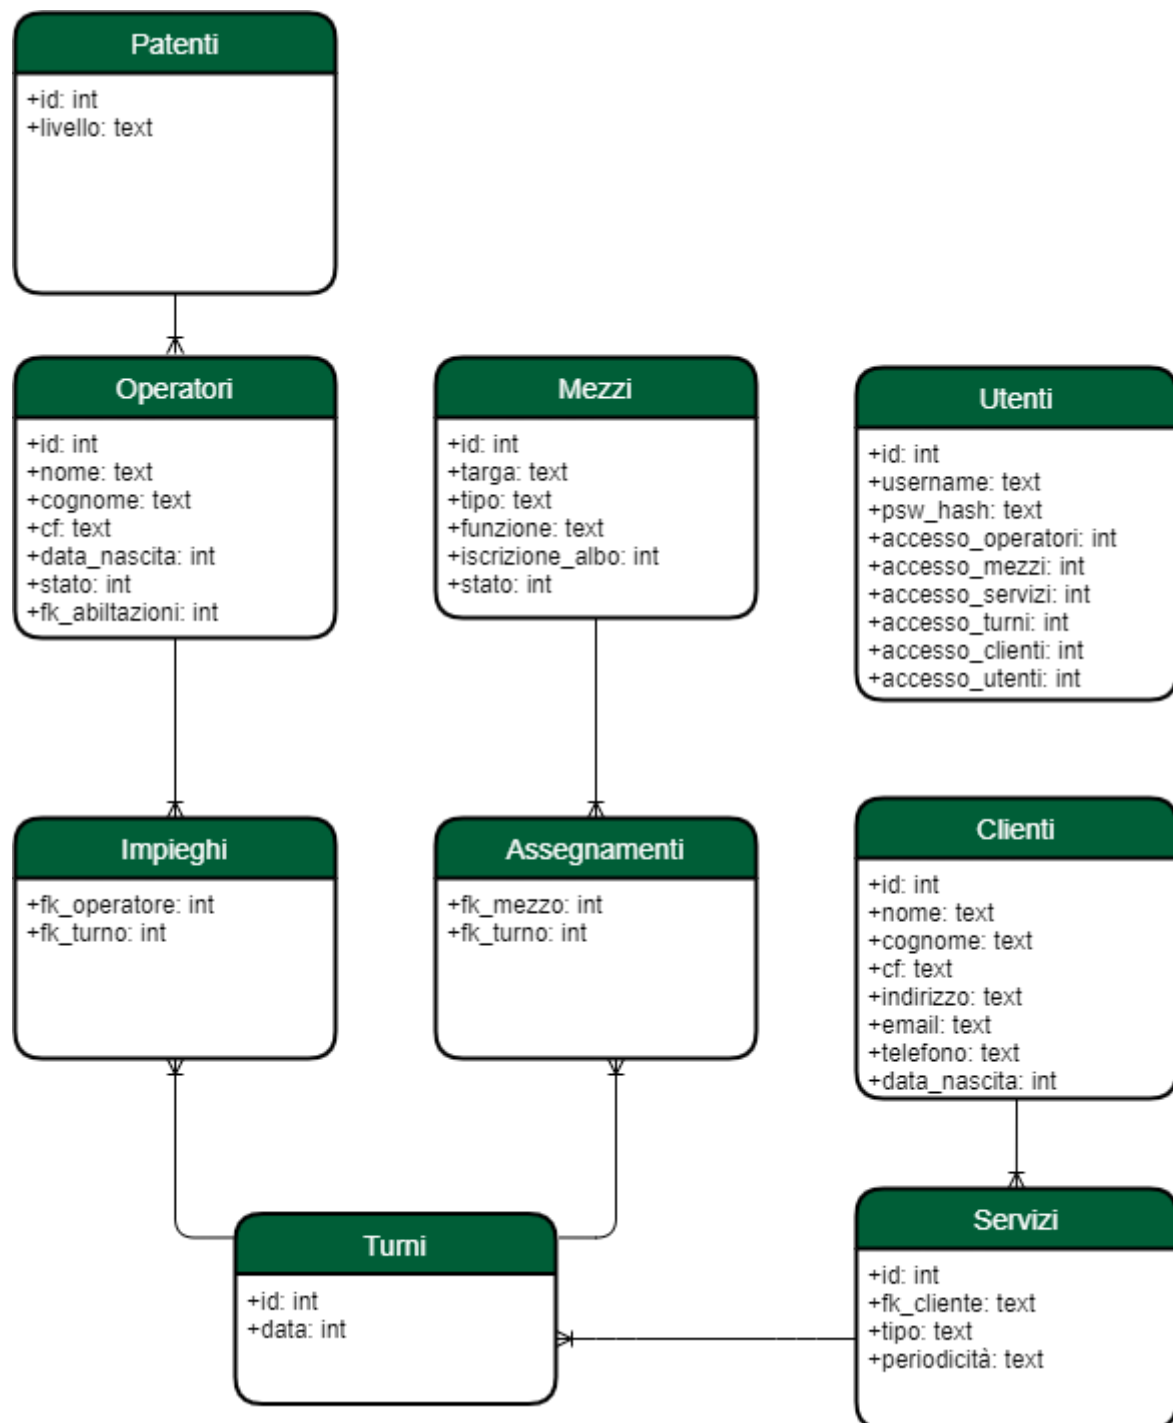 Patenti
+id: int
+livello: text
Operatori
+id: int
+nome: text
+cognome: text
+cf: text
+data_nascita: int
+stato: int
+fk_abiltazioni: int
Mezzi
+id: int
+targa: text
+tipo: text
+funzione: text
+iscrizione_albo: int
+stato: int
Utenti
+id: int
+username: text
+psw_hash: text
+accesso_operatori: int
+accesso_mezzi: int
+accesso_servizi: int
+accesso_turni: int
+accesso_clienti: int
+accesso_utenti: int
Impieghi
+fk_operatore: int
+fk_turno: int
Assegnamenti
+fk_mezzo: int
+fk_turno: int
Clienti
+id: int
+nome: text
+cognome: text
+cf: text
+indirizzo: text
+email: text
+telefono: text
+data_nascita: int
Turni
+id: int
+data: int
Servizi
+id: int
+fk_cliente: text
+tipo: text
+periodicità: text